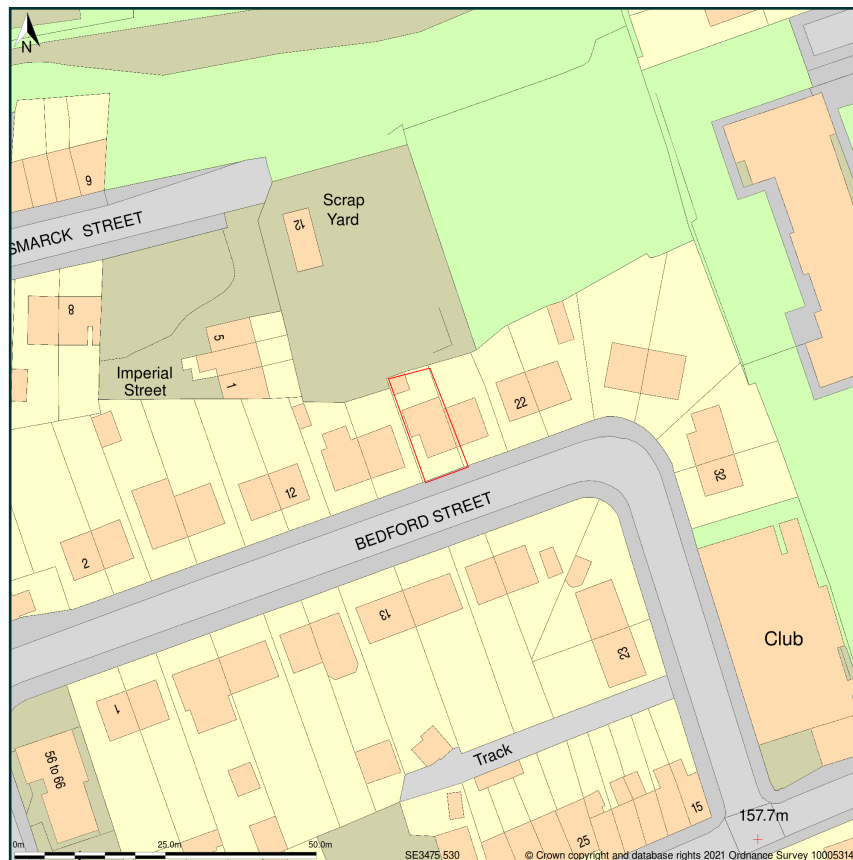 N
9
SMARCK STREET
Scrap
Yard
12
8
5
1
Imperial
Street
22
32
12
2
BEDFORD STREET
13
23
Club
1
56 to 66
Track
15
25
157.7m
0m
25.0m
50.0m
SE3475.530
© Crown copyright and database rights 2021 Ordnance Survey 10005314